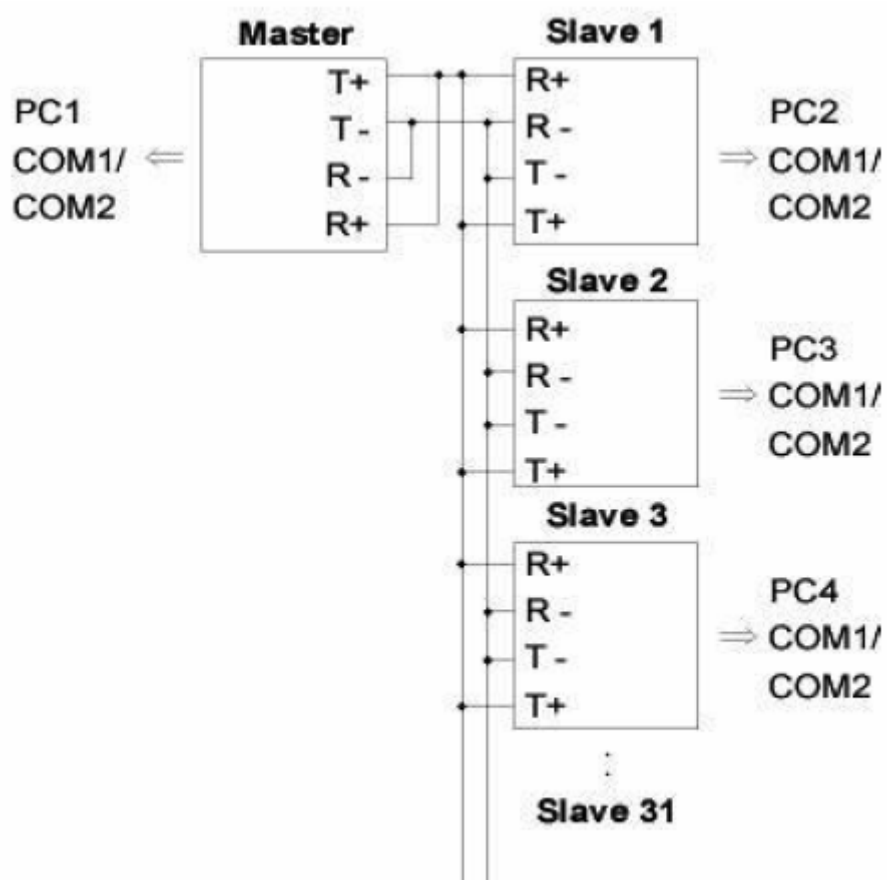 Master
T+
T -
R -
R+
PC1
COM1/
COM2
Slave 1
R+
R -
T -
T+
PC2
COM1/
COM2
Slave 2
R+
R -
T -
T+
PC3
COM1/
COM2
Slave 3
R+
R -
T -
T+
PC4
COM1/
COM2
Slave 31